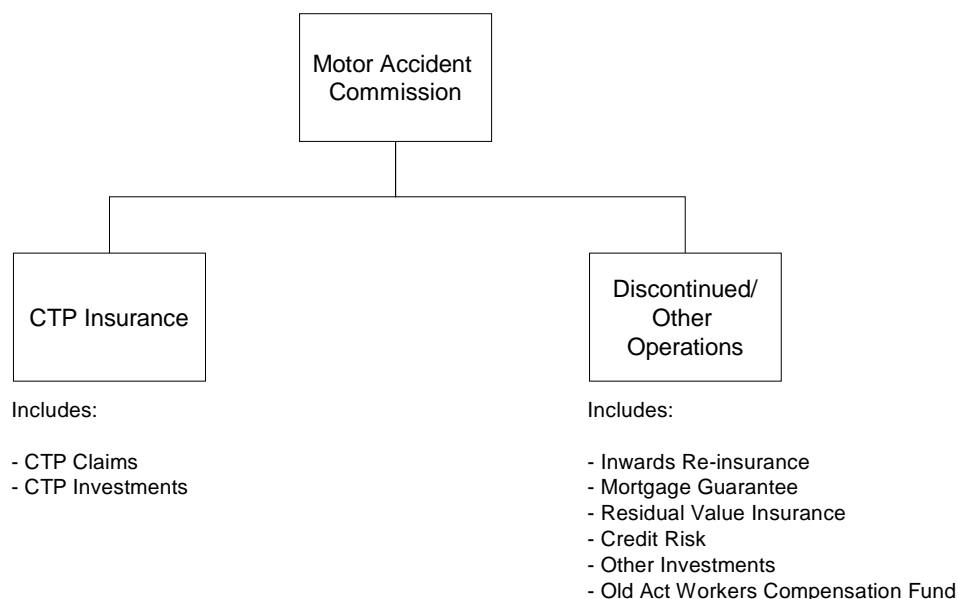 Motor Accident
Commission
CTP Insurance
Discontinued/
Other
Operations
Includes:
- CTP Claims
- CTP Investments
Includes:
- Inwards Re-insurance
- Mortgage Guarantee
- Residual Value Insurance
- Credit Risk
- Other Investments
- Old Act Workers Compensation Fund